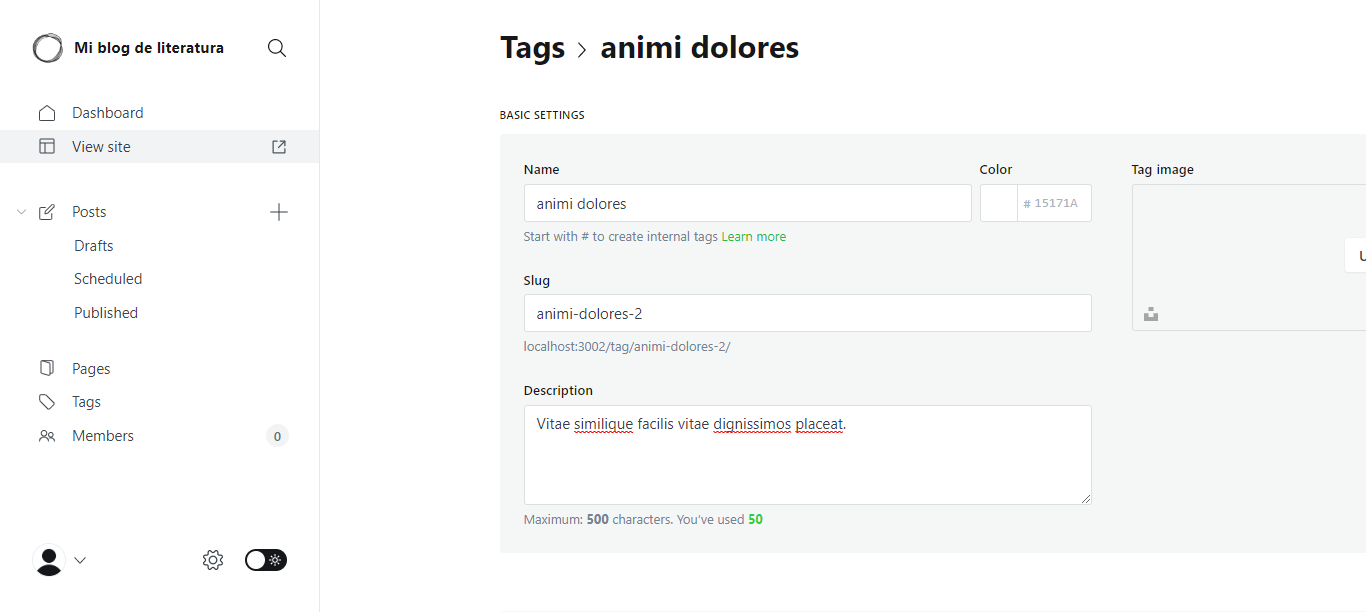 Mi blog de literatura
Dashboard
View site
Posts
Drafts
Scheduled
Published
Pages
Tags
Members 0
Tags › animi dolores
BASIC SETTINGS
Name
animi dolores
Start with # to create internal tags Learn more
Color
# 15171A
Slug
animi-dolores-2
localhost:3002/tag/animi-dolores-2/
Description
Vitae similique facilis vitae dignissimos placeat.
Maximum: 500 characters. You've used 50
Tag image